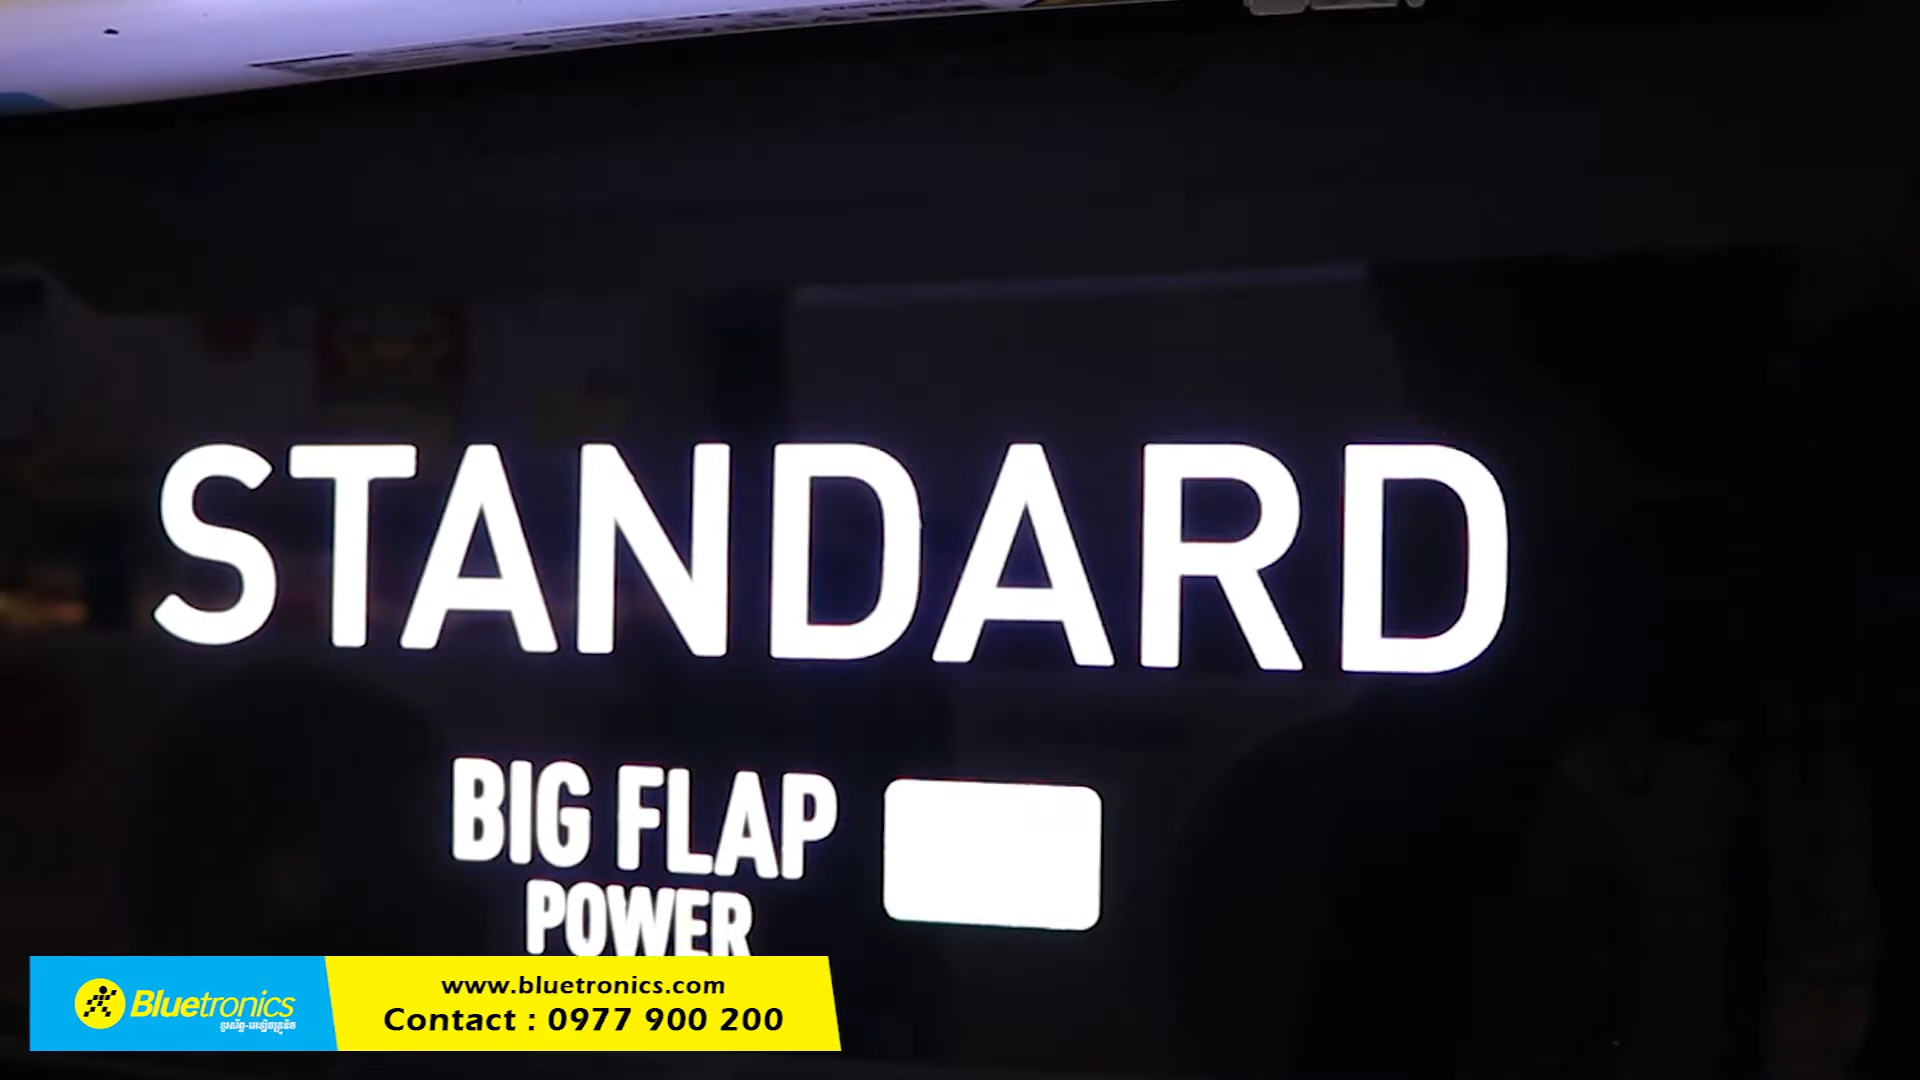 STANDARD
BIG FLAP
POWER
www.bluetronics.com
Bluetronics
Contact : 0977 900 200